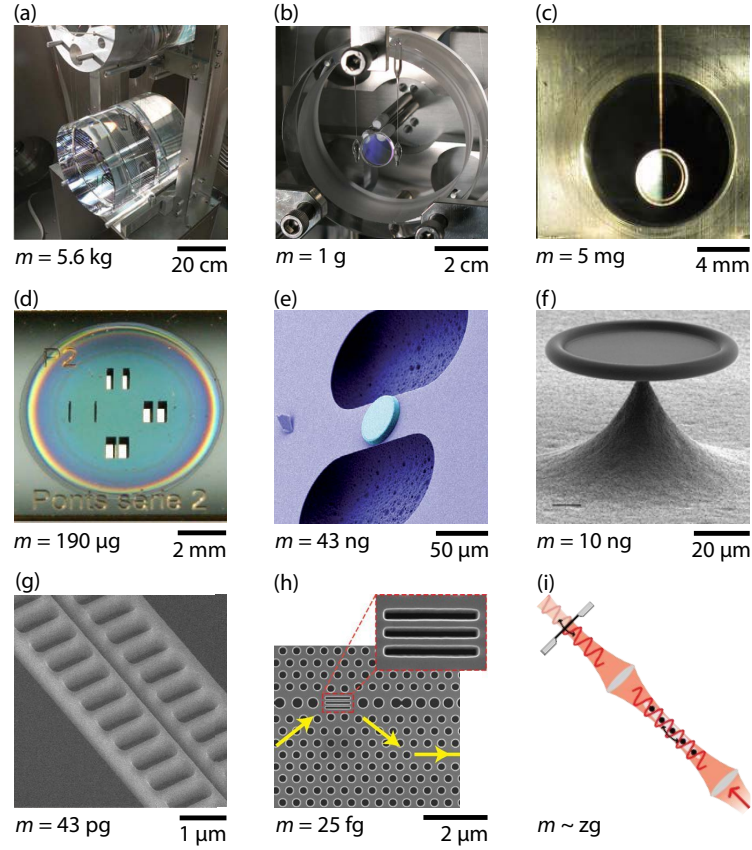 (a)
(b)
(c)
m = 5.6 kg
20 cm
m = 1 g
2 cm
m = 5 mg
4 mm
(d)
(e)
(f)
P2
Ponts série 2
m = 190 µg
2 mm
m = 43 ng
50 µm
m = 10 ng
20 µm
(g)
(h)
(i)
m = 43 pg
1 µm
m = 25 fg
2 µm
m ~ zg